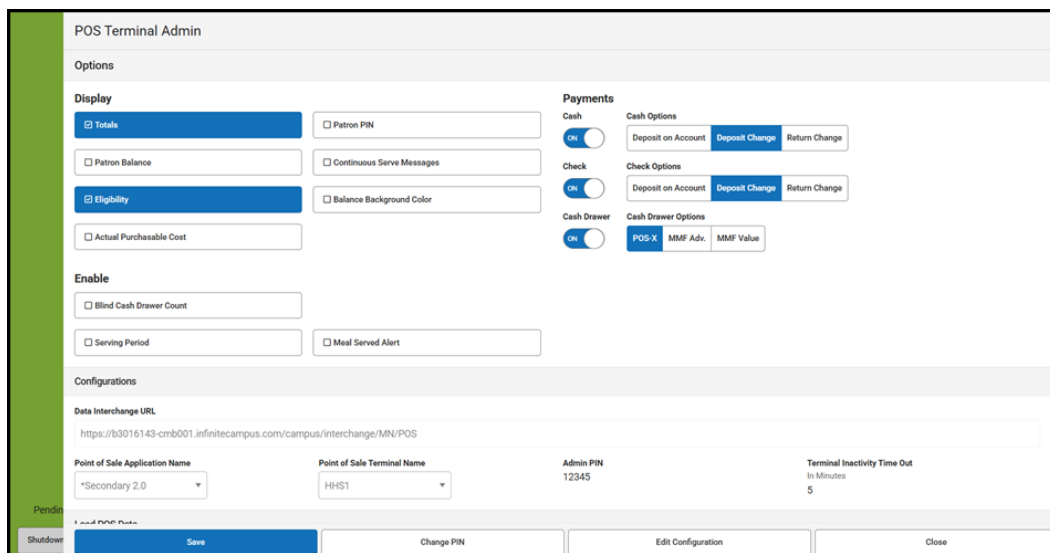 POS Terminal Admin
Options
Display
Totals
Patron PIN
Patron Balance
Continuous Serve Messages
Eligibility
Balance Background Color
Actual Purchasable Cost
Enable
Blind Cash Drawer Count
Serving Period
Meal Served Alert
Payments
Cash
Cash Options
ON
Deposit on Account Deposit Change Return Change
Check
Check Options
ON
Deposit on Account Deposit Change Return Change
Cash Drawer
Cash Drawer Options
ON
POS-X MMF Adv. MMF Value
Configurations
Data Interchange URL
https://b3016143-cmb001.infinitecampus.com/campus/interchange/MN/POS
Point of Sale Application Name
*Secondary 2.0
Point of Sale Terminal Name
HHS1
Admin PIN
12345
Terminal Inactivity Time Out
In Minutes
5
Load POS Data
Pendin
Shutdown
Save
Change PIN
Edit Configuration
Close